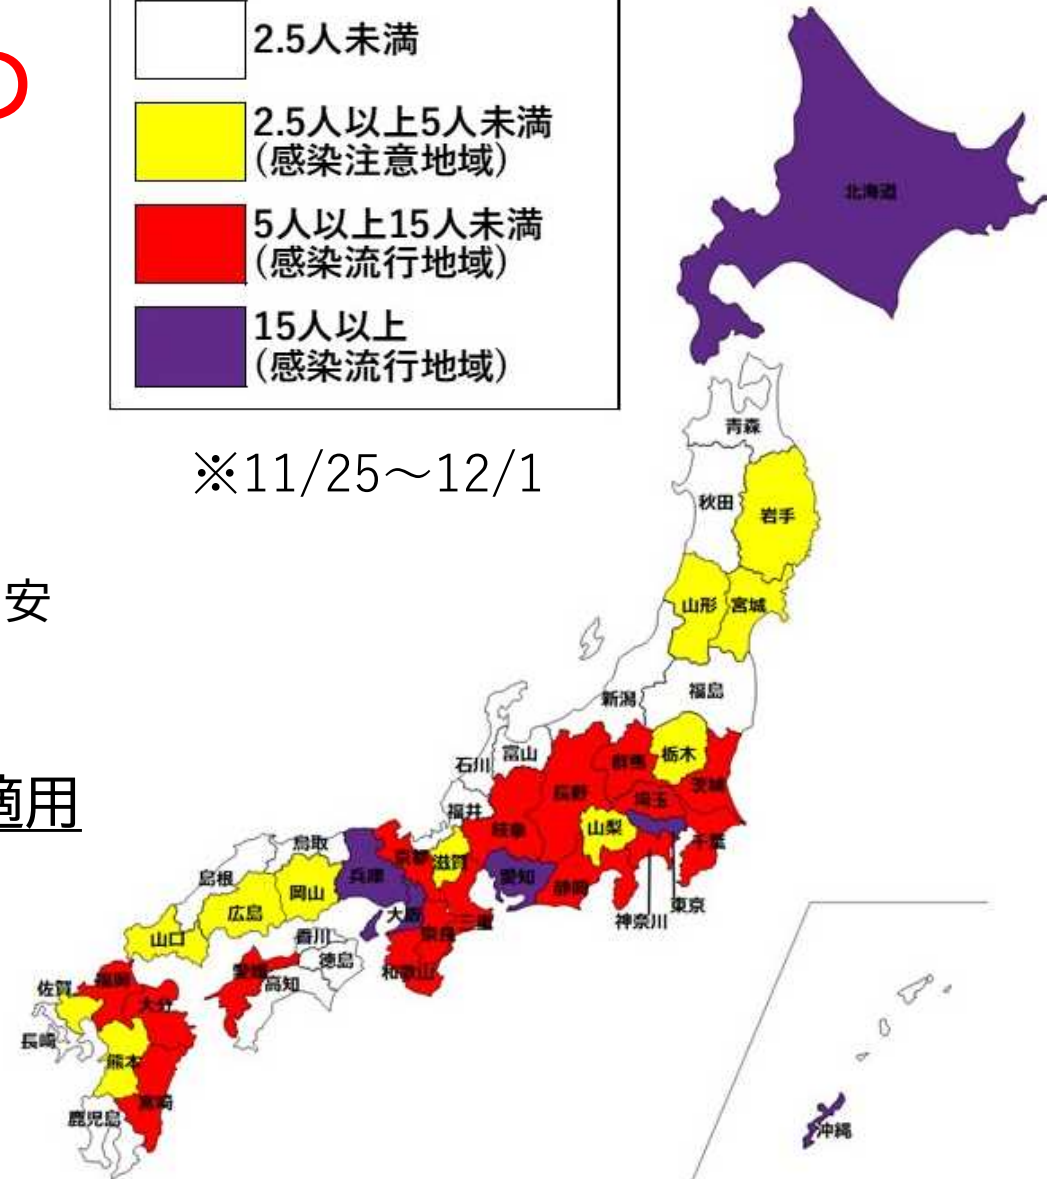 の
2.5人未満
2.5人以上5人未満
(感染注意地域)
5人以上15人未満
(感染流行地域)
15人以上
(感染流行地域)
※11/25～12/1
安
適用
北海道
青森
秋田
岩手
山形
宮城
新潟
福島
石川
富山
群馬
栃木
福井
長野
埼玉
茨城
岐阜
山梨
千葉
鳥取
京都
滋賀
島根
兵庫
愛知
静岡
岡山
東京
広島
大阪
神奈川
三重
奈良
山口
香川
徳島
和歌山
愛媛
高知
佐賀
福岡
大分
長崎
熊本
宮崎
鹿児島
沖縄